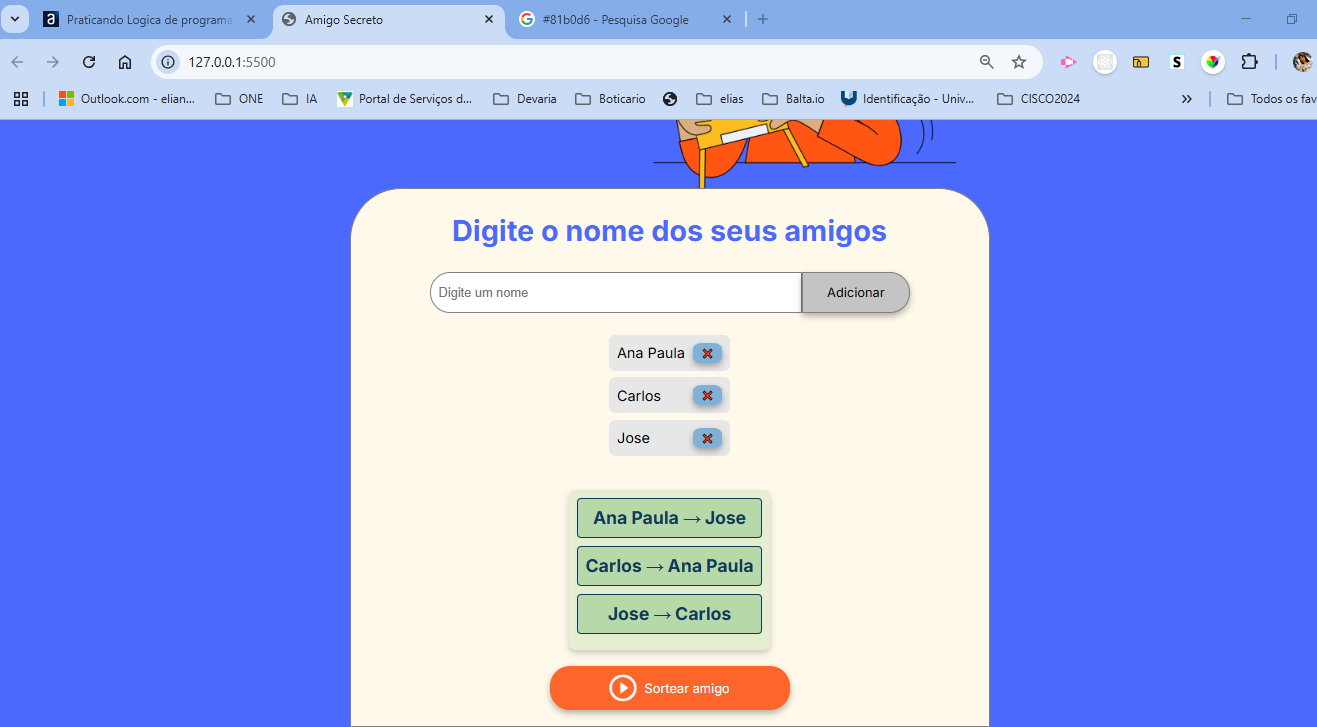 Praticando Logica de programa
Amigo Secreto
#81b0d6 - Pesquisa Google
127.0.0.1:5500
Outlook.com - elian...
ONE
IA
Portal de Serviços d...
Devaria
Boticario
elias
Balta.io
Identificação - Univ...
CISCO2024
Todos os fav
Digite o nome dos seus amigos
Digite um nome
Adicionar
Ana Paula
Carlos
Jose
Ana Paula → Jose
Carlos → Ana Paula
Jose → Carlos
Sortear amigo